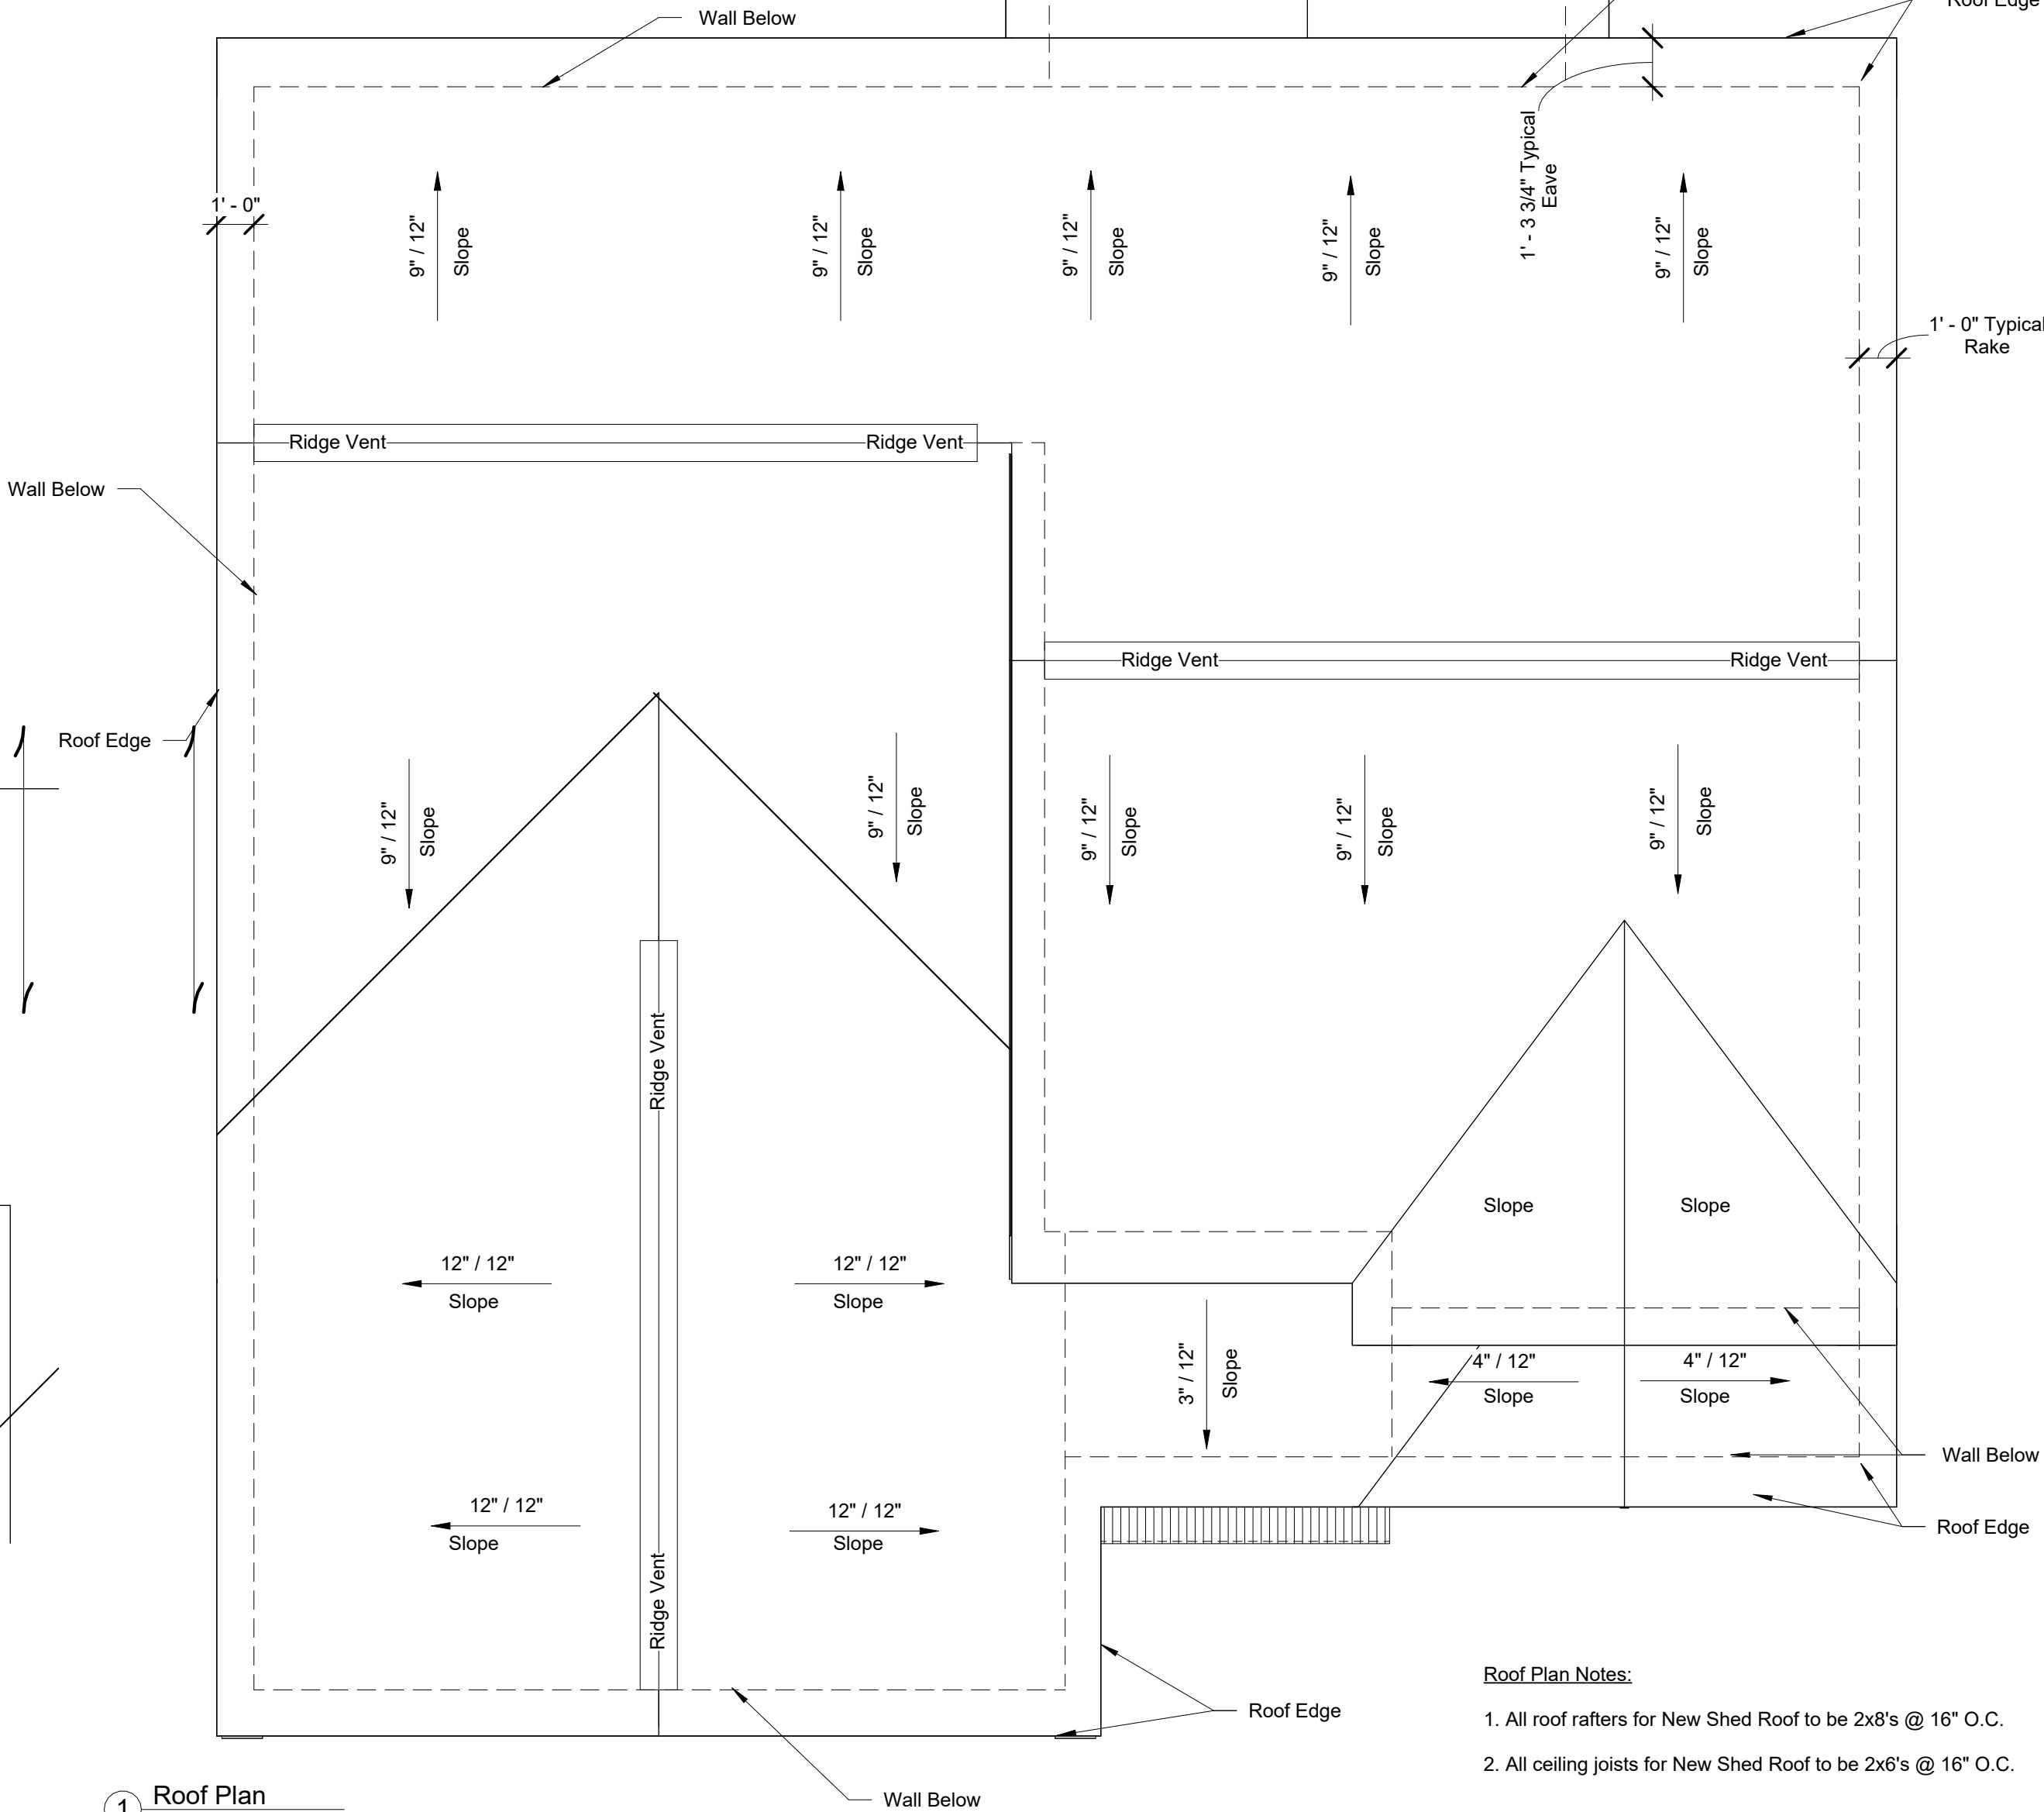 Wall Below
Roof Edge
1' - 3 3/4" Typical
Eave
1' - 0"
9" / 12"
Slope
9" / 12"
Slope
9" / 12"
Slope
9" / 12"
Slope
9" / 12"
Slope
1' - 0" Typical
Rake
Ridge Vent
Ridge Vent
Wall Below
Ridge Vent
Ridge Vent
Roof Edge
9" / 12"
Slope
9" / 12"
Slope
9" / 12"
Slope
9" / 12"
Slope
9" / 12"
Slope
Ridge Vent
Slope
Slope
12" / 12"
Slope
12" / 12"
Slope
3" / 12"
Slope
4" / 12"
Slope
4" / 12"
Slope
Wall Below
12" / 12"
Slope
12" / 12"
Slope
Roof Edge
Ridge Vent
Roof Edge
Roof Plan Notes:
1. All roof rafters for New Shed Roof to be 2x8's @ 16" O.C.
2. All ceiling joists for New Shed Roof to be 2x6's @ 16" O.C.
Wall Below
1
Roof Plan